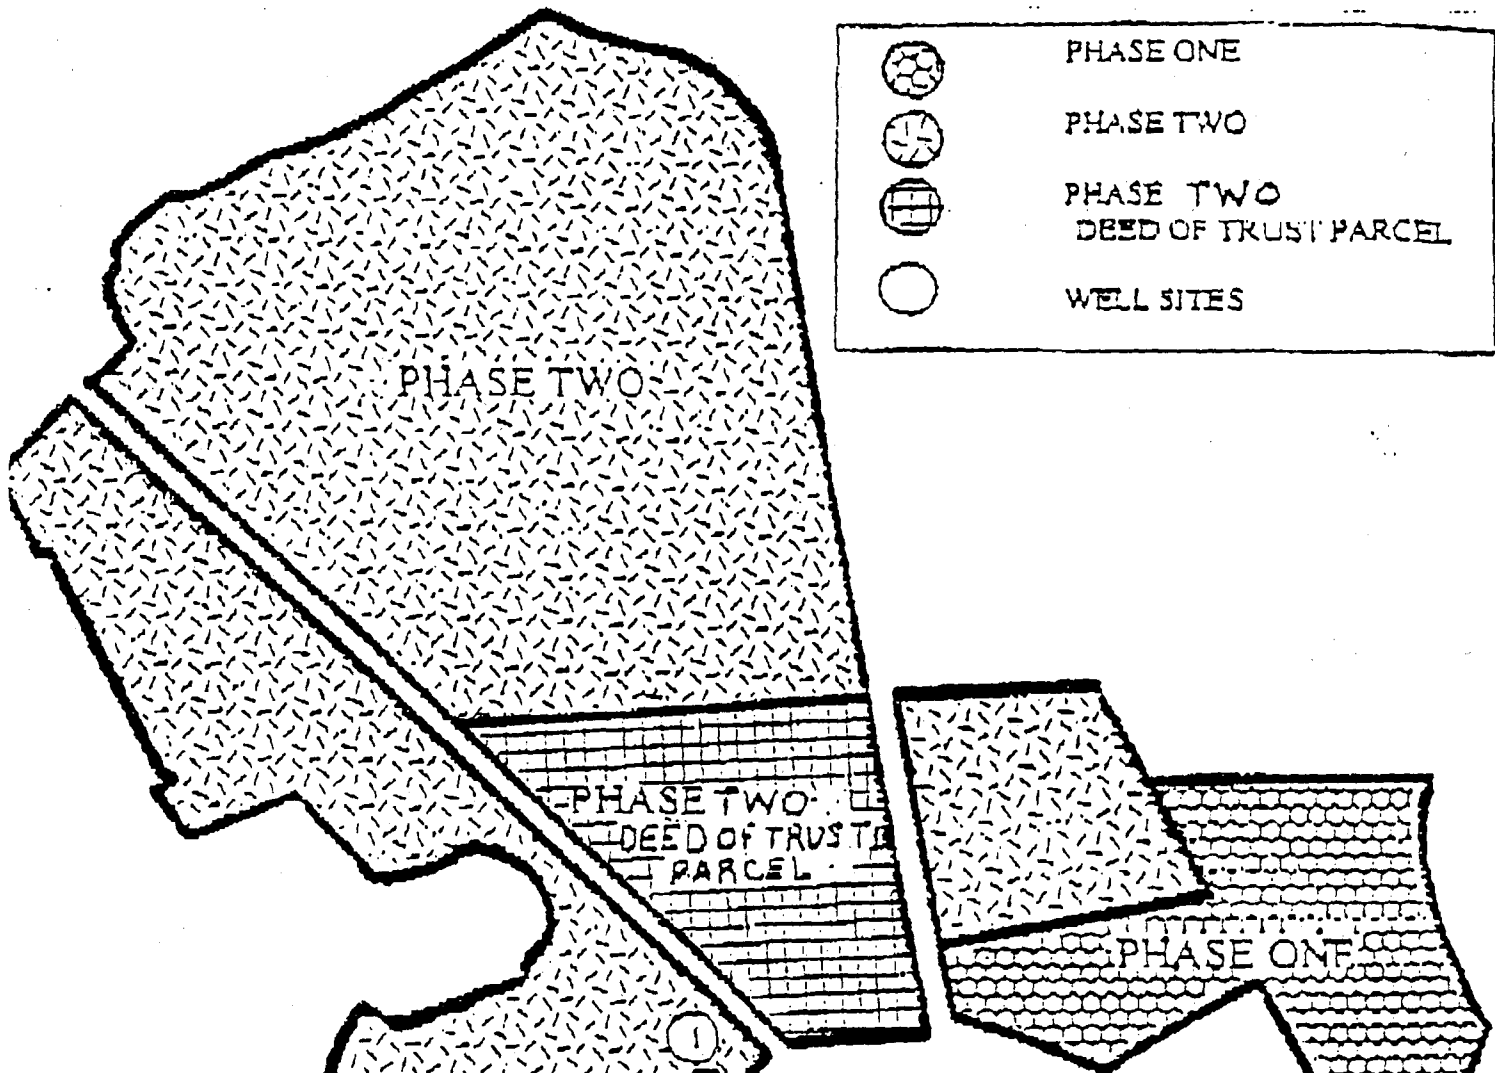 PHASE ONE
PHASE TWO
PHASE TWO
DEED OF TRUST PARCEL
WELL SITES
PHASE TWO
PHASE TWO
DEED OF TRUST
PARCEL
PHASE ONE
1